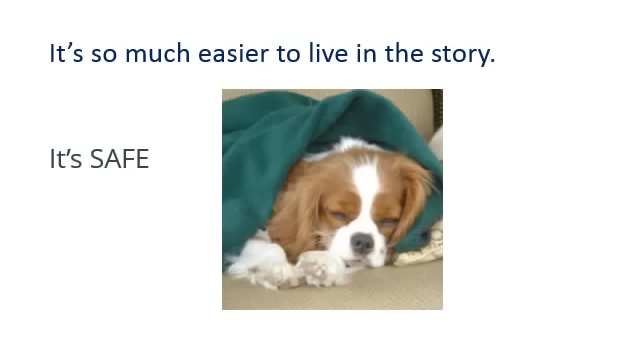 It’s so much easier to live in the story.
It’s SAFE